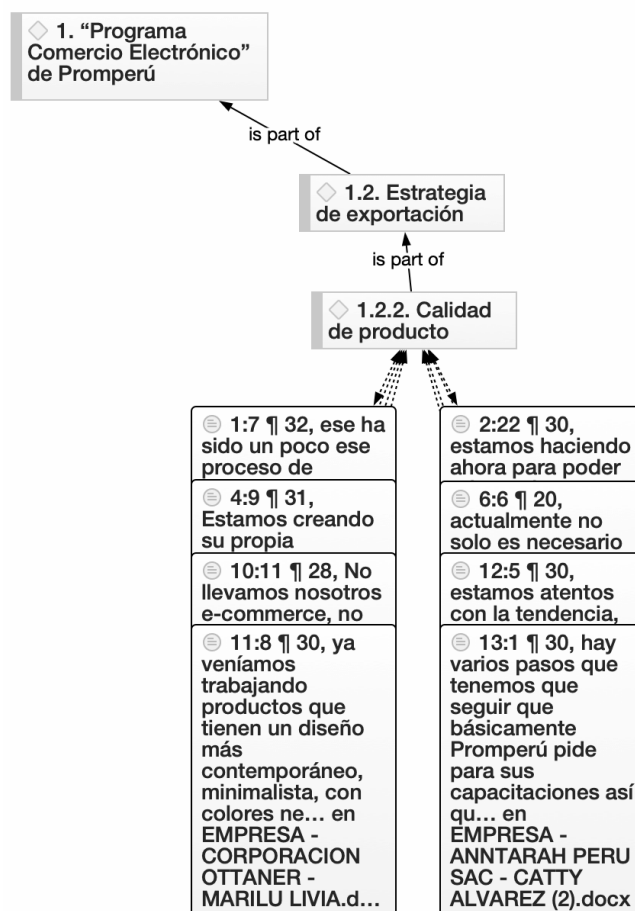 1. “Programa
Comercio Electrónico”
de Promperú
is part of
1.2. Estrategia
de exportación
is part of
1.2.2. Calidad
de producto
1:7 ¶ 32, ese ha
sido un poco ese
proceso de
4:9 ¶ 31,
Estamos creando
su propia
10:11 ¶ 28, No
llevamos nosotros
e-commerce, no
11:8 ¶ 30, ya
veníamos
trabajando
productos que
tienen un diseño
más
contemporáneo,
minimalista, con
colores ne… en
EMPRESA -
CORPORACION
OTTANER -
MARILU LIVIA.d…
2:22 ¶ 30,
estamos haciendo
ahora para poder
6:6 ¶ 20,
actualmente no
solo es necesario
12:5 ¶ 30,
estamos atentos
con la tendencia,
13:1 ¶ 30, hay
varios pasos que
tenemos que
seguir que
básicamente
Promperú pide
para sus
capacitaciones así
qu… en
EMPRESA -
ANNTARAH PERU
SAC - CATTY
ALVAREZ (2).docx